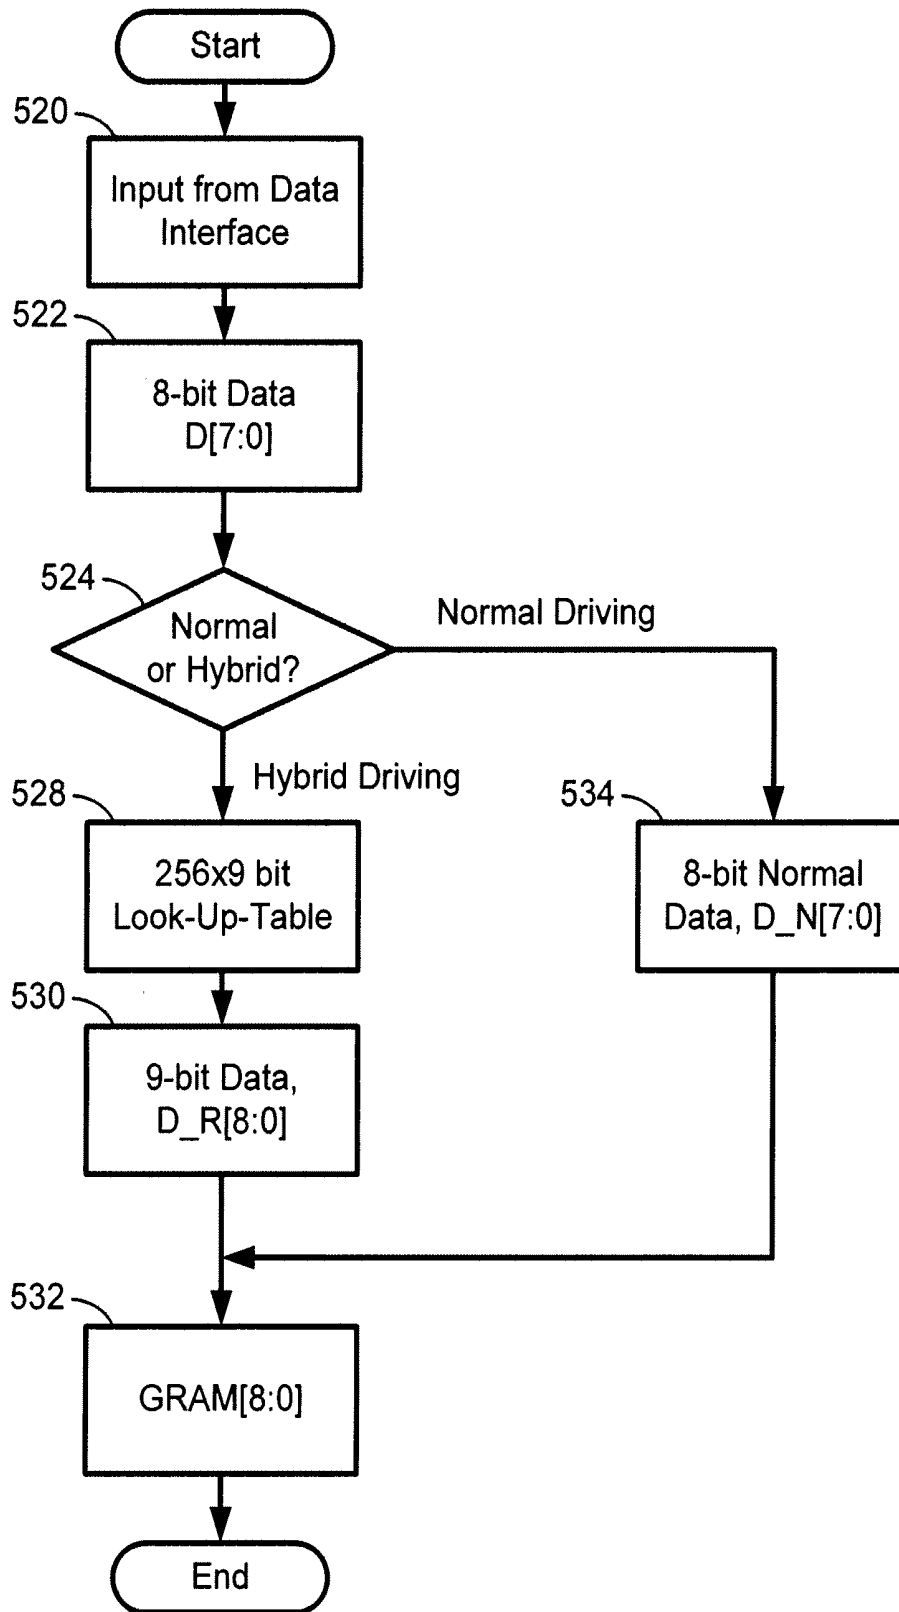 Start
520
Input from Data
Interface
522
8-bit Data
D[7:0]
524
Normal
or Hybrid?
Normal Driving
Hybrid Driving
528
256x9 bit
Look-Up-Table
534
8-bit Normal
Data, D_N[7:0]
530
9-bit Data,
D_R[8:0]
532
GRAM[8:0]
End